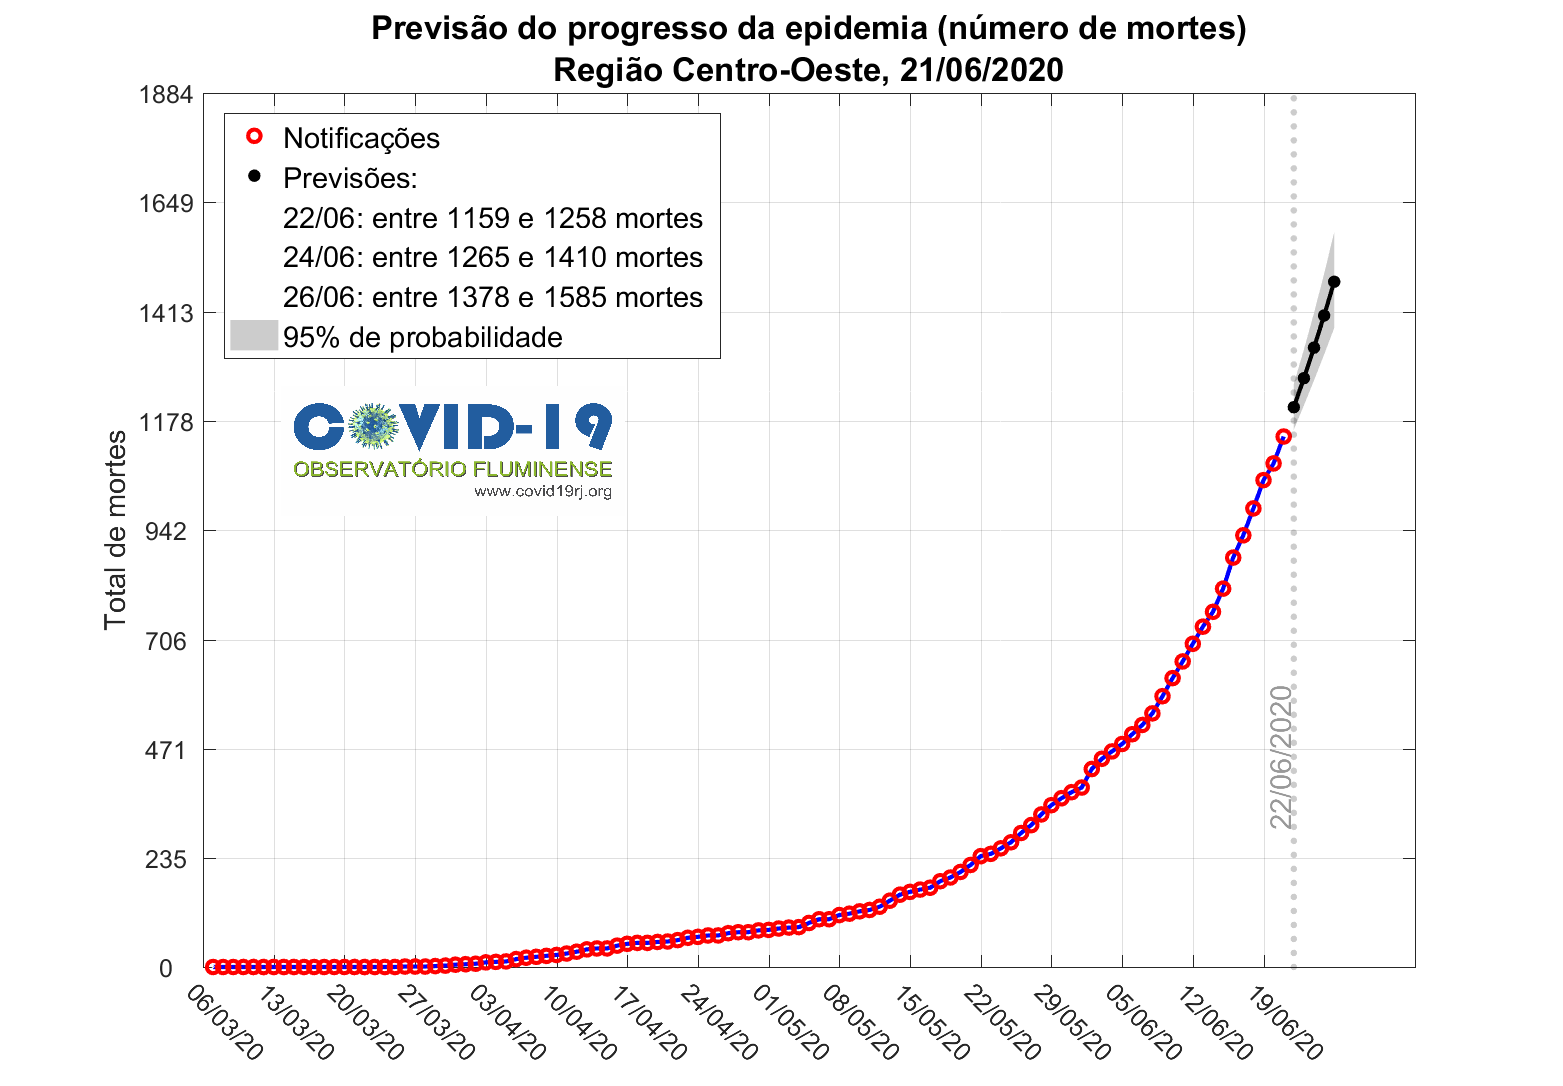 Previsão do progresso da epidemia (número de mortes)
Região Centro-Oeste, 21/06/2020
1884
1649
1413
1178
942
706
471
235
0
Total de mortes
Notificações
Previsões:
22/06: entre 1159 e 1258 mortes
24/06: entre 1265 e 1410 mortes
26/06: entre 1378 e 1585 mortes
95% de probabilidade
COVID-19
OBSERVATÓRIO FLUMINENSE
www.covid19rj.org
22/06/2020
06/03/20
13/03/20
20/03/20
27/03/20
03/04/20
10/04/20
17/04/20
24/04/20
01/05/20
08/05/20
15/05/20
22/05/20
29/05/20
05/06/20
12/06/20
19/06/20